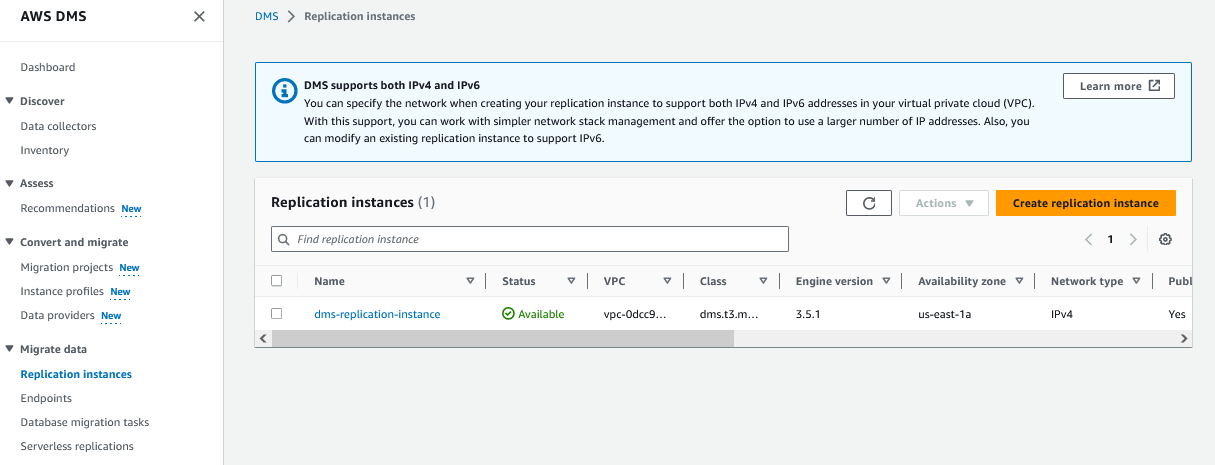 AWS DMS
Dashboard
Discover
Data collectors
Inventory
Assess
Recommendations New
Convert and migrate
Migration projects New
Instance profiles New
Data providers New
Migrate data
Replication instances
Endpoints
Database migration tasks
Serverless replications
DMS > Replication instances
DMS supports both IPv4 and IPv6
You can specify the network when creating your replication instance to support both IPv4 and IPv6 addresses in your virtual private cloud (VPC).
With this support, you can work with simpler network stack management and offer the option to use a larger number of IP addresses. Also, you
can modify an existing replication instance to support IPv6.
Learn more
Replication instances (1)
Actions
Create replication instance
Find replication instance
1
Name Status VPC Class Engine version Availability zone Network type Publ
dms-replication-instance Available vpc-0dcc9... dms.t3.m... 3.5.1 us-east-1a IPv4 Yes